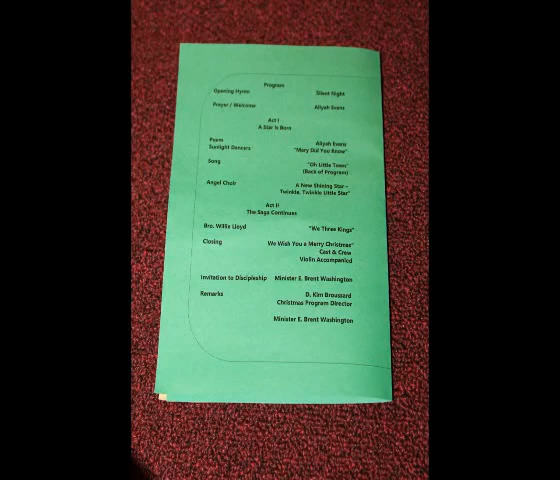 Program
Opening Hymn Silent Night
Prayer / Welcome Aliyah Evans
Act I
A Star Is Born
Poem Aliyah Evans
Sunlight Dancers "Mary Did You Know"
Song "Oh Little Town"
(Back of Program)
Angel Choir A New Shining Star –
Twinkle, Twinkle Little Star"
Act II
The Saga Continues
Bro. Willie Lloyd "We Three Kings"
Closing We Wish You a Merry Christmas"
Cast & Crew
Violin Accompanied
Invitation to Discipleship Minister E. Brent Washington
Remarks D. Kim Broussard
Christmas Program Director
Minister E. Brent Washington